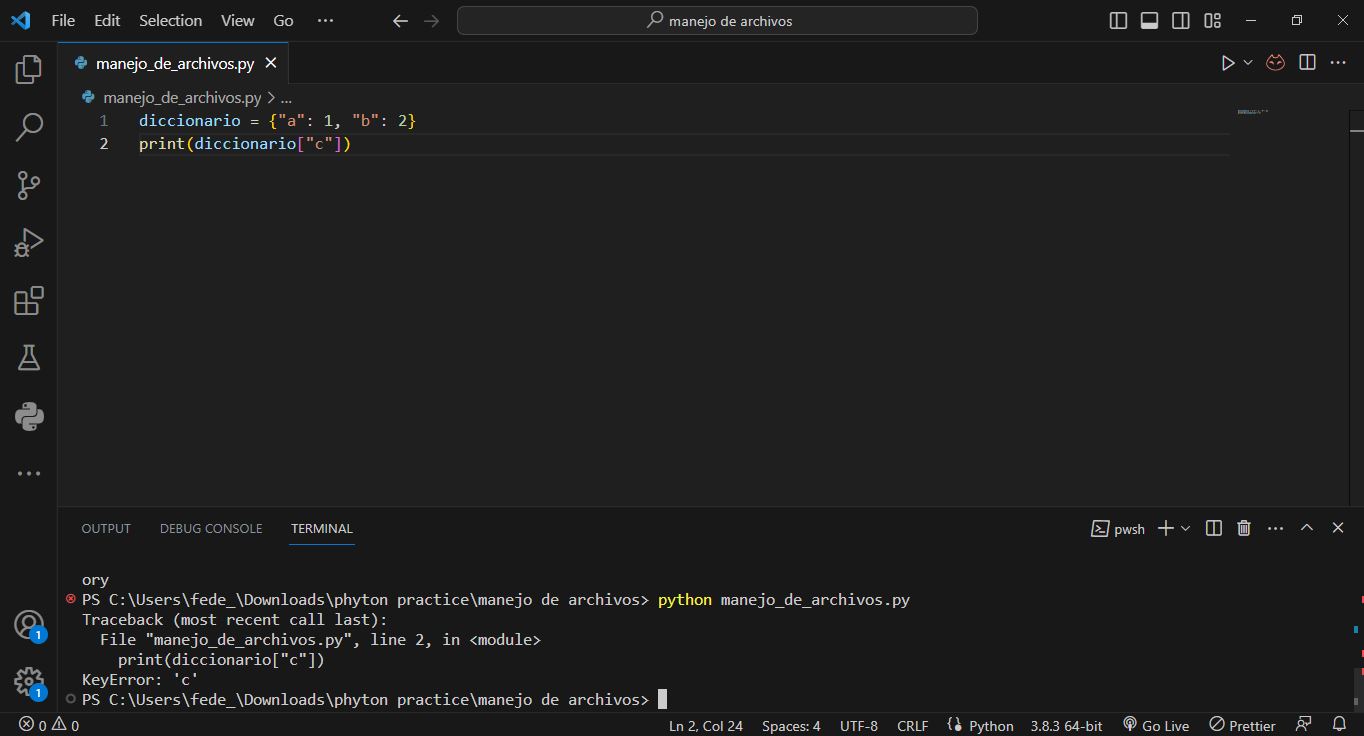 File Edit Selection View Go ···
manejo de archivos
manejo_de_archivos.py
manejo_de_archivos.py > ...
1 diccionario = {"a": 1, "b": 2}
2 print(diccionario["c"])
OUTPUT DEBUG CONSOLE TERMINAL
pwsh
ory
PS C:\Users\fede_\Downloads\phyton practice\manejo de archivos> python manejo_de_archivos.py
Traceback (most recent call last):
File "manejo_de_archivos.py", line 2, in <module>
print(diccionario["c"])
KeyError: 'c'
PS C:\Users\fede_\Downloads\phyton practice\manejo de archivos>
1
1
0 0 Ln 2, Col 24 Spaces: 4 UTF-8 CRLF Python 3.8.3 64-bit Go Live Prettier